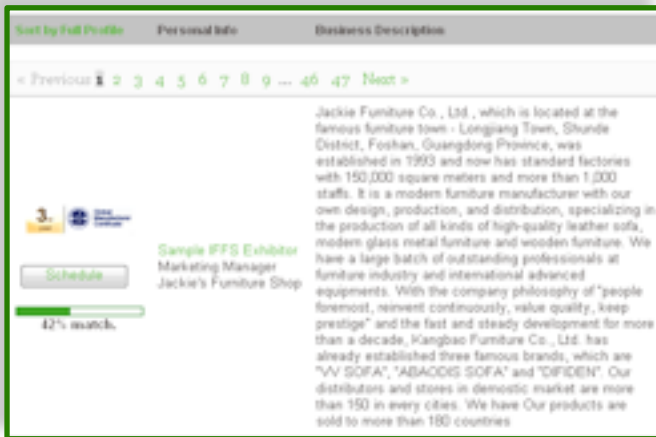 Sort by Full Profile Personal Info Business Description
« Previous 1 2 3 4 5 6 7 8 9 ... 46 47 Next »
Jackie Furniture Co., Ltd., which is located at the
famous furniture town - Longjiang Town, Shunde
District, Foshan, Guangdong Province, was
established in 1993 and now has standard factories
with 150,000 square meters and more than 1,000
staffs. It is a modern furniture manufacturer with our
own design, production, and distribution, specializing in
the production of all kinds of high-quality leather sofa,
modern glass metal furniture and wooden furniture. We
have a large batch of outstanding professionals at
furniture industry and international advanced
equipments. With the company philosophy of "people
foremost, reinvent continuously, value quality, keep
prestige" and the fast and steady development for more
than a decade, Kangbao Furniture Co., Ltd. has
already established three famous brands, which are
"VV SOFA", "ABAODIS SOFA" and "DIFIDEN". Our
distributors and stores in demostic market are more
than 150 in every cities. We have Our products are
sold to more than 180 countries
3
Schedule
42% match.
Sample IFFS Exhibitor
Marketing Manager
Jackie's Furniture Shop